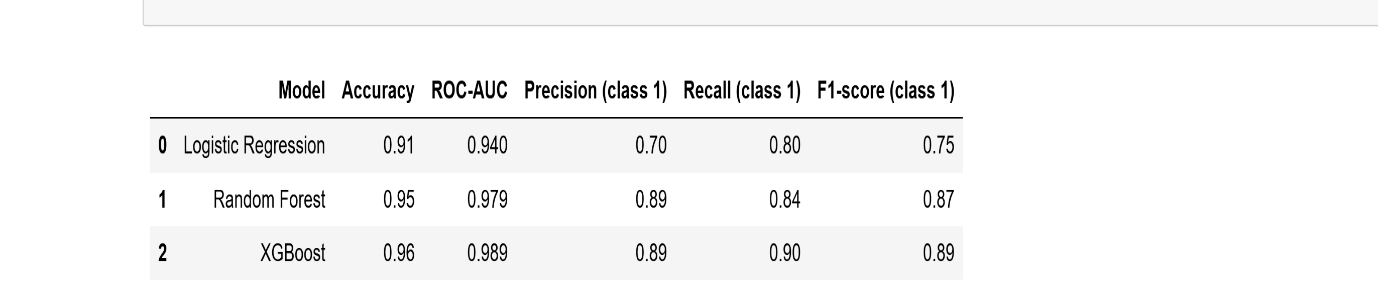 Model Accuracy ROC-AUC Precision (class 1) Recall (class 1) F1-score (class 1)
0 Logistic Regression 0.91 0.940 0.70 0.80 0.75
1 Random Forest 0.95 0.979 0.89 0.84 0.87
2 XGBoost 0.96 0.989 0.89 0.90 0.89